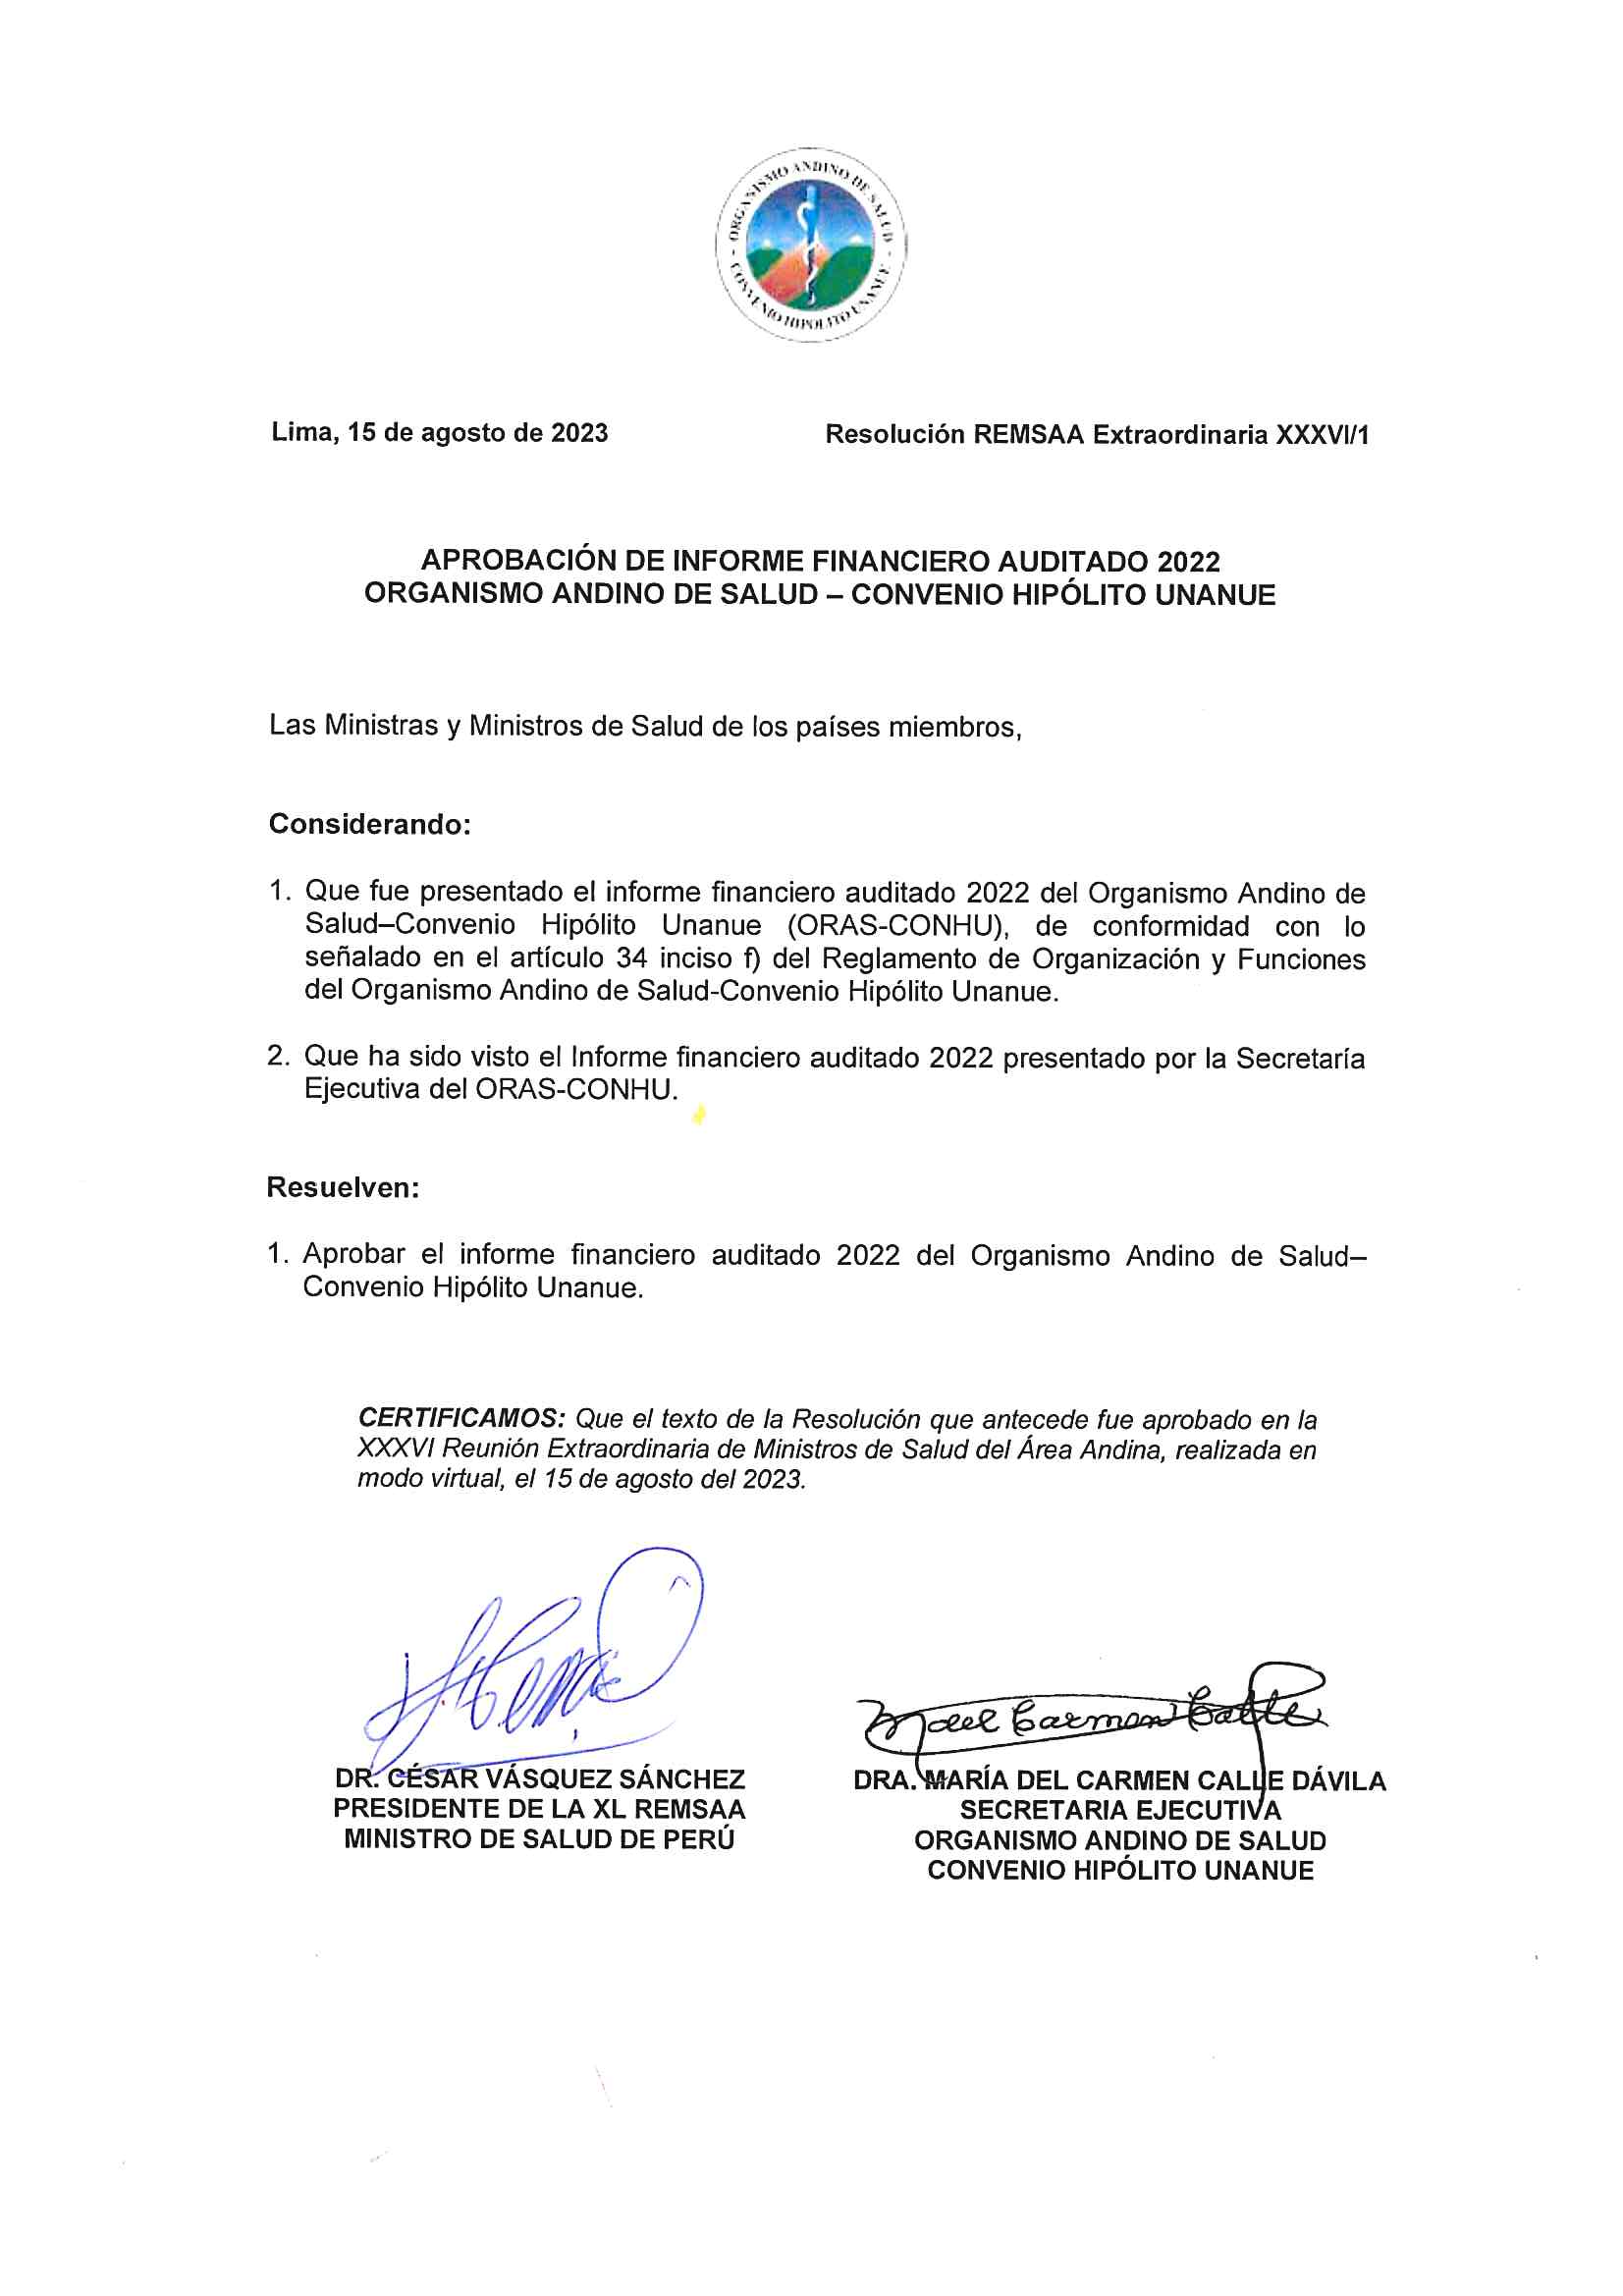 ORGANISMO ANDINO DE SALUD -
CONVENIO HIPOLITO UNANUE -
Lima, 15 de agosto de 2023
Resolución REMSAA Extraordinaria XXXVI/1
APROBACIÓN DE INFORME FINANCIERO AUDITADO 2022
ORGANISMO ANDINO DE SALUD – CONVENIO HIPÓLITO UNANUE
Las Ministras y Ministros de Salud de los países miembros,
Considerando:
1. Que fue presentado el informe financiero auditado 2022 del Organismo Andino de
Salud–Convenio Hipólito Unanue (ORAS-CONHU), de conformidad con lo
señalado en el artículo 34 inciso f) del Reglamento de Organización y Funciones
del Organismo Andino de Salud-Convenio Hipólito Unanue.
2. Que ha sido visto el Informe financiero auditado 2022 presentado por la Secretaría
Ejecutiva del ORAS-CONHU.
Resuelven:
1. Aprobar el informe financiero auditado 2022 del Organismo Andino de Salud–
Convenio Hipólito Unanue.
CERTIFICAMOS: Que el texto de la Resolución que antecede fue aprobado en la
XXXVI Reunión Extraordinaria de Ministros de Salud del Área Andina, realizada en
modo virtual, el 15 de agosto del 2023.
DR. CÉSAR VÁSQUEZ SÁNCHEZ
PRESIDENTE DE LA XL REMSAA
MINISTRO DE SALUD DE PERÚ
DRA. MARÍA DEL CARMEN CALLE DÁVILA
SECRETARIA EJECUTIVA
ORGANISMO ANDINO DE SALUD
CONVENIO HIPÓLITO UNANUE